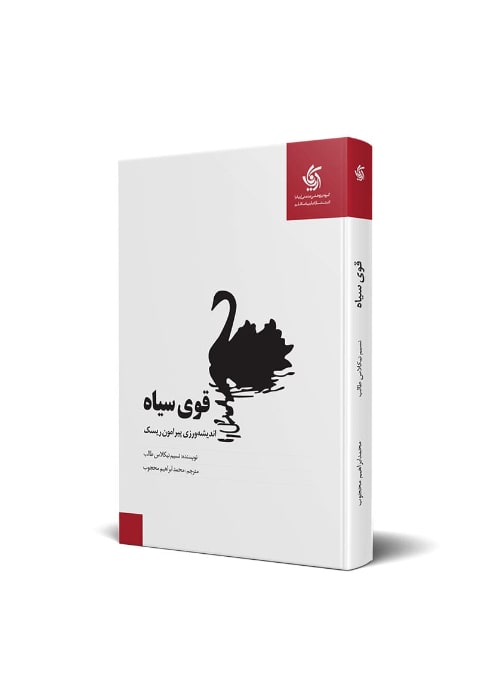 قوی سیاه
اندیشه‌ورزی پیرامون ریسک
نویسنده: نسیم نیکلاس طالب
مترجم: محمدابراهیم محجوب
قوی سیاه
نسیم نیکلاس طالب
محمدابراهیم محجوب